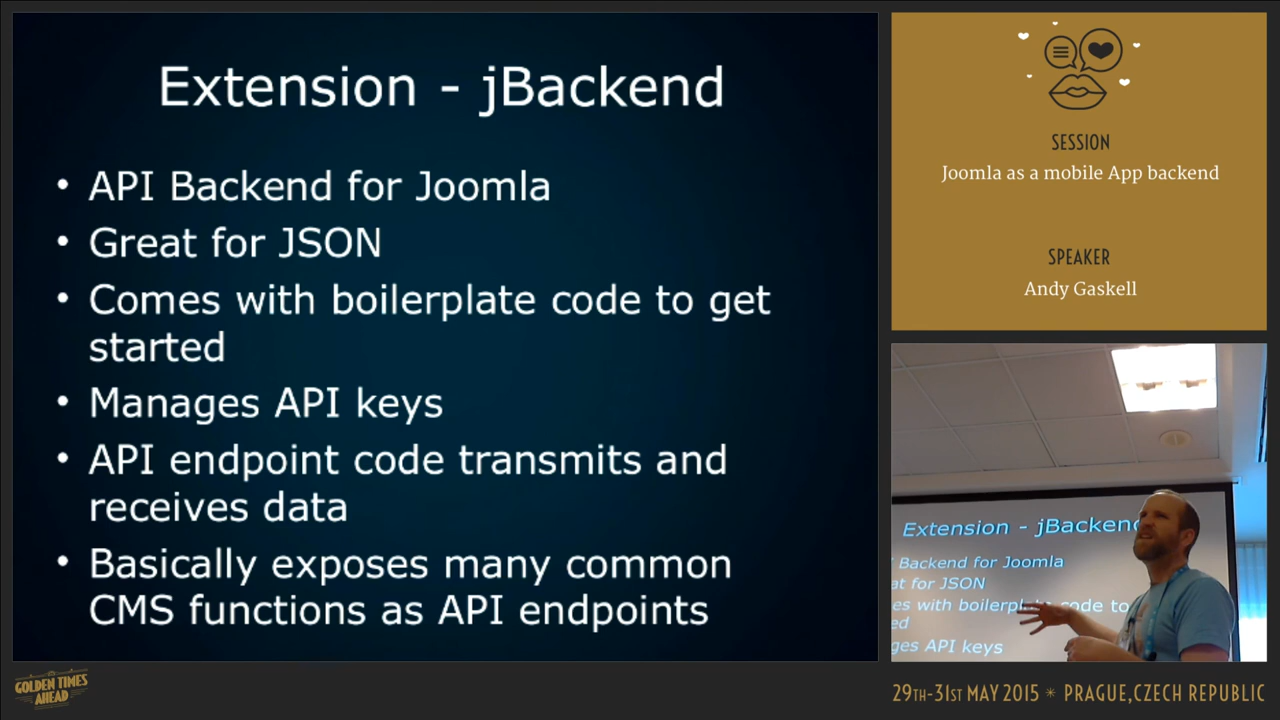 Extension - jBackend
• API Backend for Joomla
• Great for JSON
• Comes with boilerplate code to get
started
• Manages API keys
• API endpoint code transmits and
receives data
• Basically exposes many common
CMS functions as API endpoints
SESSION
Joomla as a mobile App backend
SPEAKER
Andy Gaskell
Extension - jBackend
Backend for Joomla
at for JSON
es with boilerplate code to
ed
ges API keys
GOLDEN TIMES
AHEAD
29TH-31ST MAY 2015 * PRAGUE,CZECH REPUBLIC